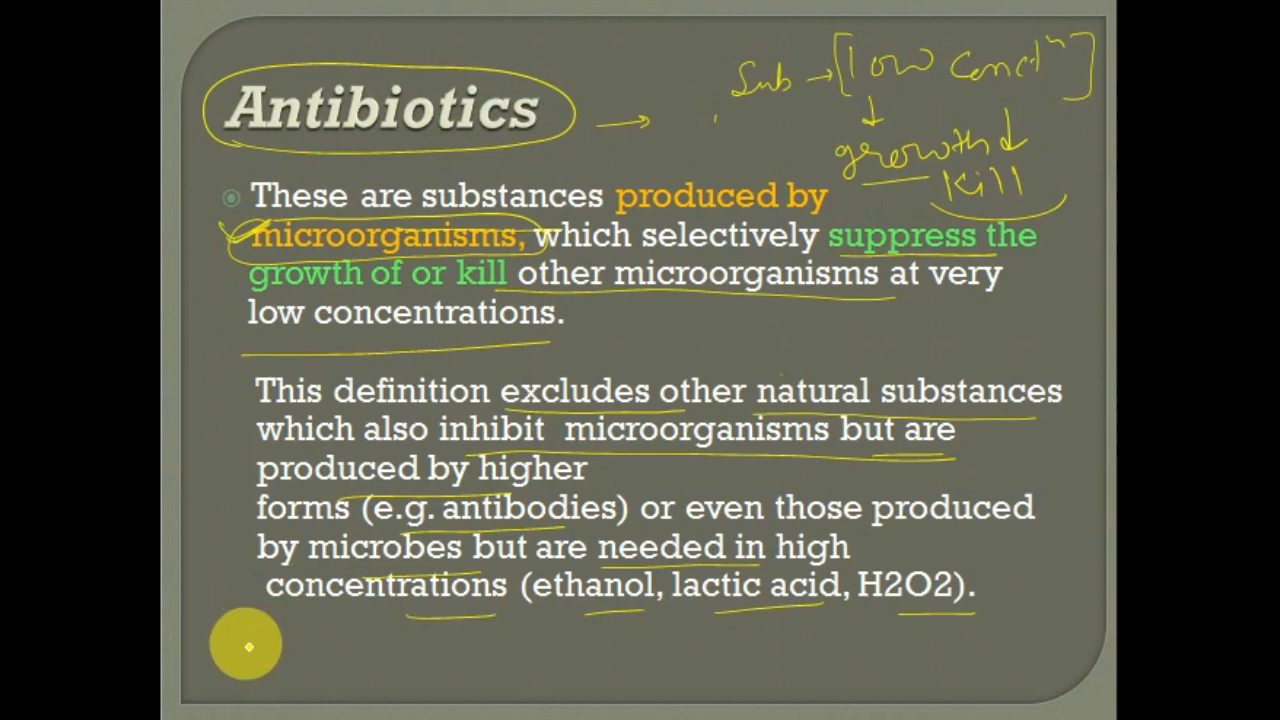 Antibiotics
Sub → [low concⁿ]
growth
kill
These are substances produced by
microorganisms, which selectively suppress the
growth of or kill other microorganisms at very
low concentrations.
This definition excludes other natural substances
which also inhibit microorganisms but are
produced by higher
forms (e.g. antibodies) or even those produced
by microbes but are needed in high
concentrations (ethanol, lactic acid, H2O2).